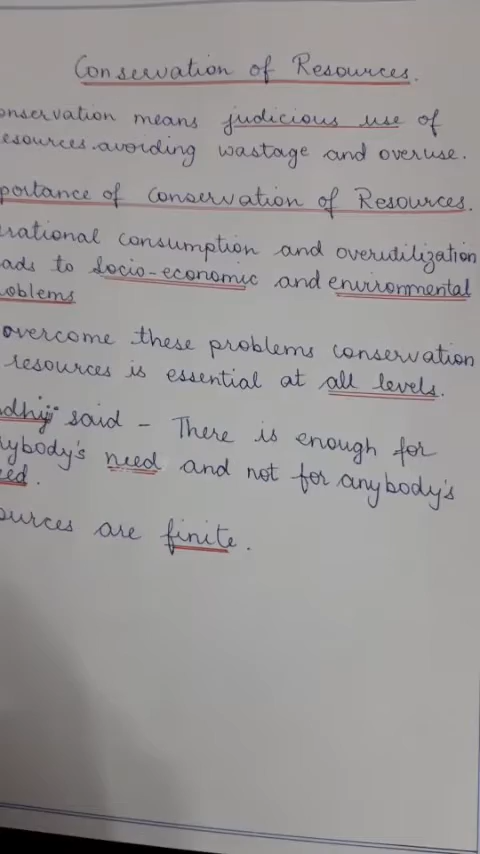 Conservation of Resources.
onservation means judicious use of
esources avoiding wastage and overuse.
portance of Conservation of Resources.
rational consumption and overutilization
ads to Socio-economic and environmental
oblems
overcome these problems conservation
resources is essential at all levels.
dhiji said - There is enough for
ybody's need and not for anybody's
eed.
ources are finite.